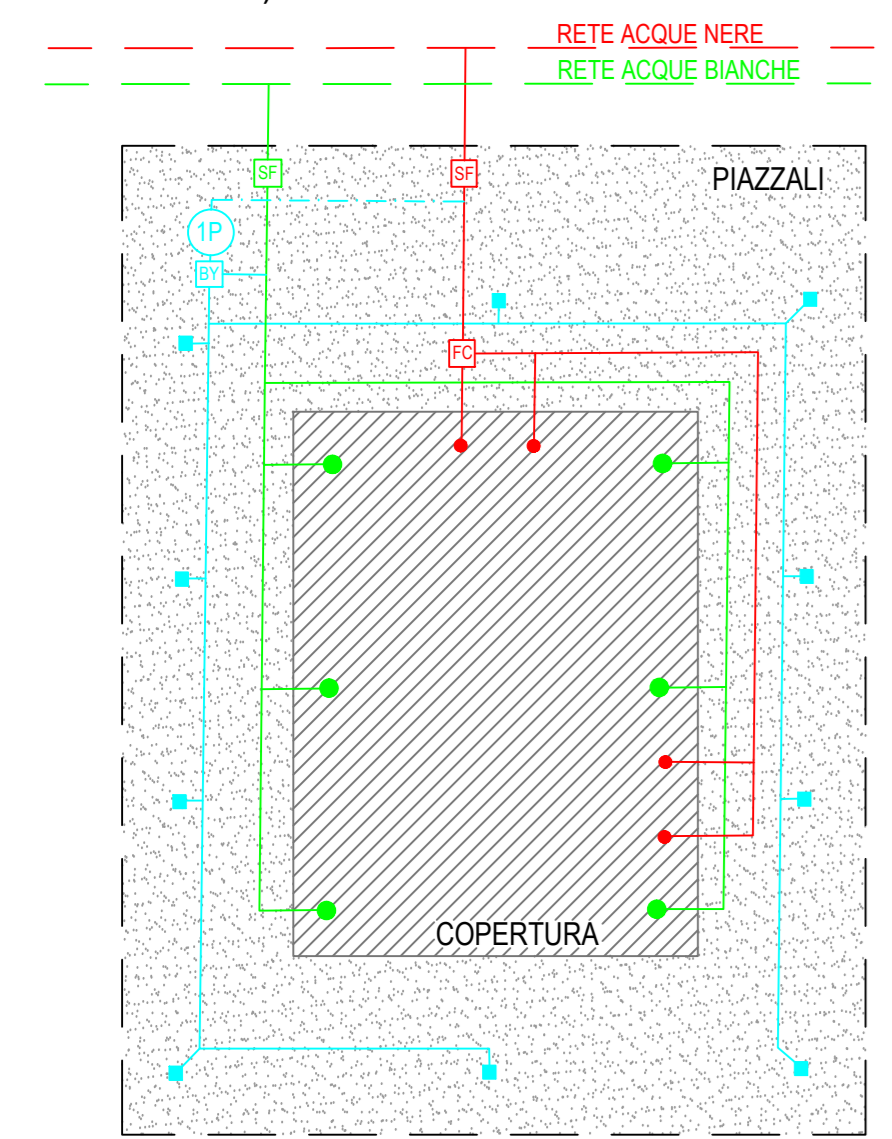 RETE ACQUE NERE
RETE ACQUE BIANCHE
SF
SF
PIAZZALI
1P
BY
FC
COPERTURA